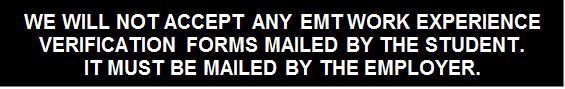 WE WILL NOT ACCEPT ANY EMT WORK EXPERIENCE
VERIFICATION FORMS MAILED BY THE STUDENT.
IT MUST BE MAILED BY THE EMPLOYER.